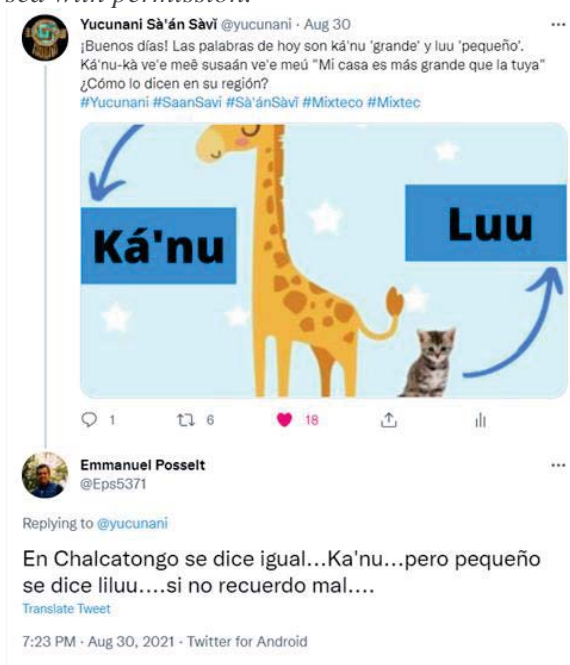 sed with permission.
Yucunani Sà'án Sàvǐ @yucunani · Aug 30
¡Buenos días! Las palabras de hoy son ká'nu 'grande' y luu 'pequeño'.
Ká'nu-kà ve'e meē susaán ve'e meú "Mi casa es más grande que la tuya"
¿Cómo lo dicen en su región?
#Yucunani #SaanSavi #Sà'ánSàvǐ #Mixteco #Mixtec
Ká'nu
Luu
1 6 18
Emmanuel Posselt
@Eps5371
Replying to @yucunani
En Chalcatongo se dice igual...Ka'nu...pero pequeño
se dice liluu....si no recuerdo mal....
Translate Tweet
7:23 PM · Aug 30, 2021 · Twitter for Android